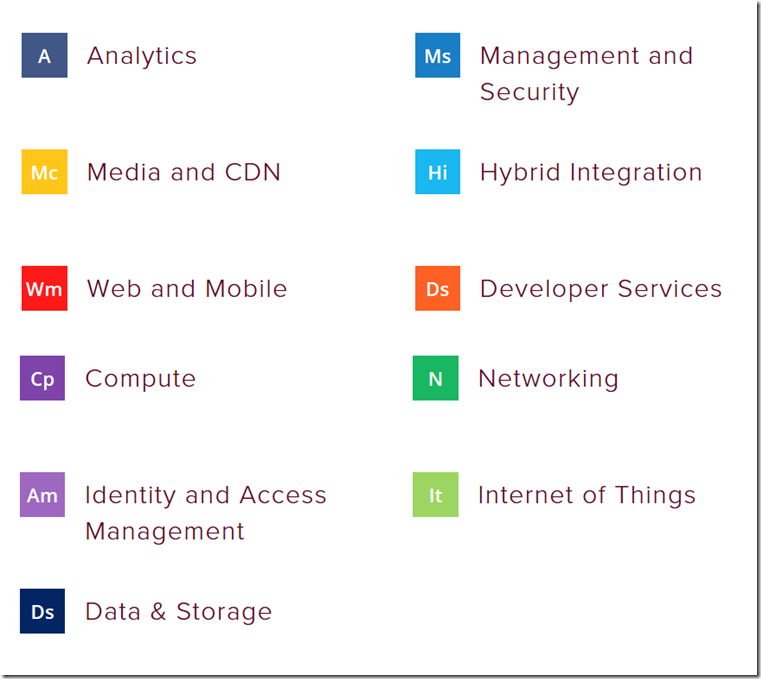 A Analytics
Ms Management and
Security
Mc Media and CDN
Hi Hybrid Integration
Wm Web and Mobile
Ds Developer Services
Cp Compute
N Networking
Am Identity and Access
Management
It Internet of Things
Ds Data & Storage